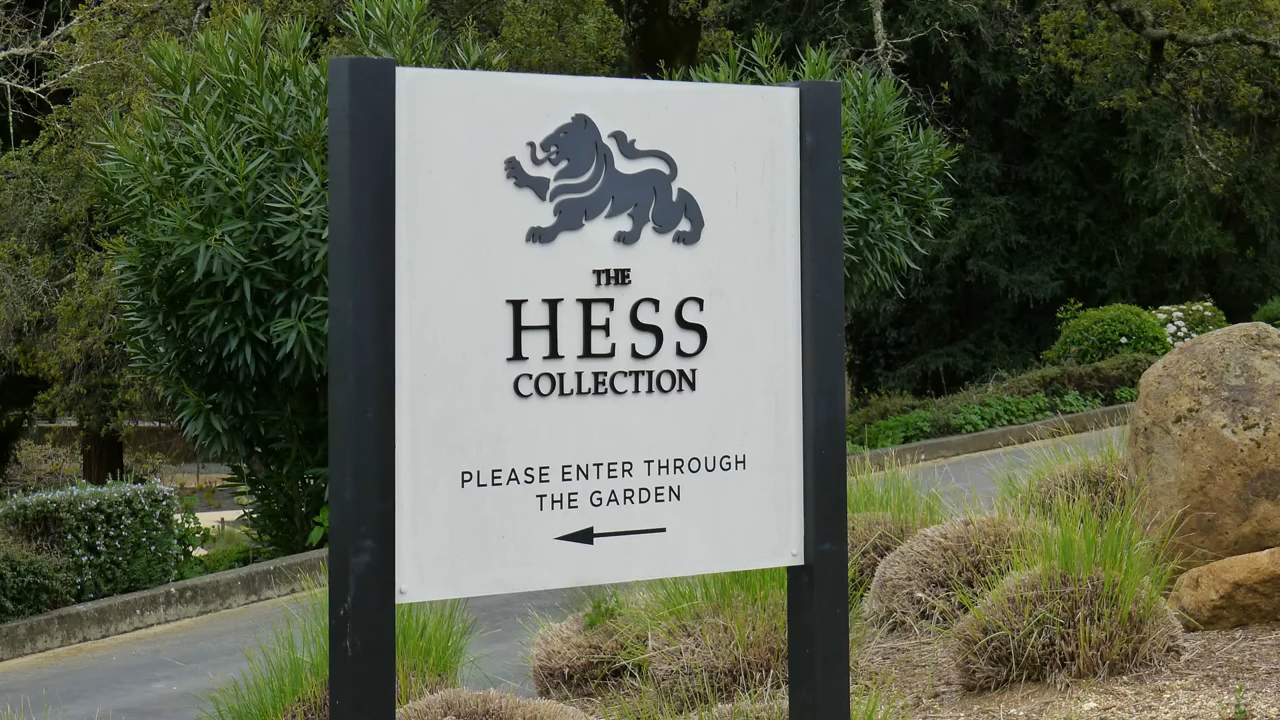 THE
HESS
COLLECTION
PLEASE ENTER THROUGH
THE GARDEN